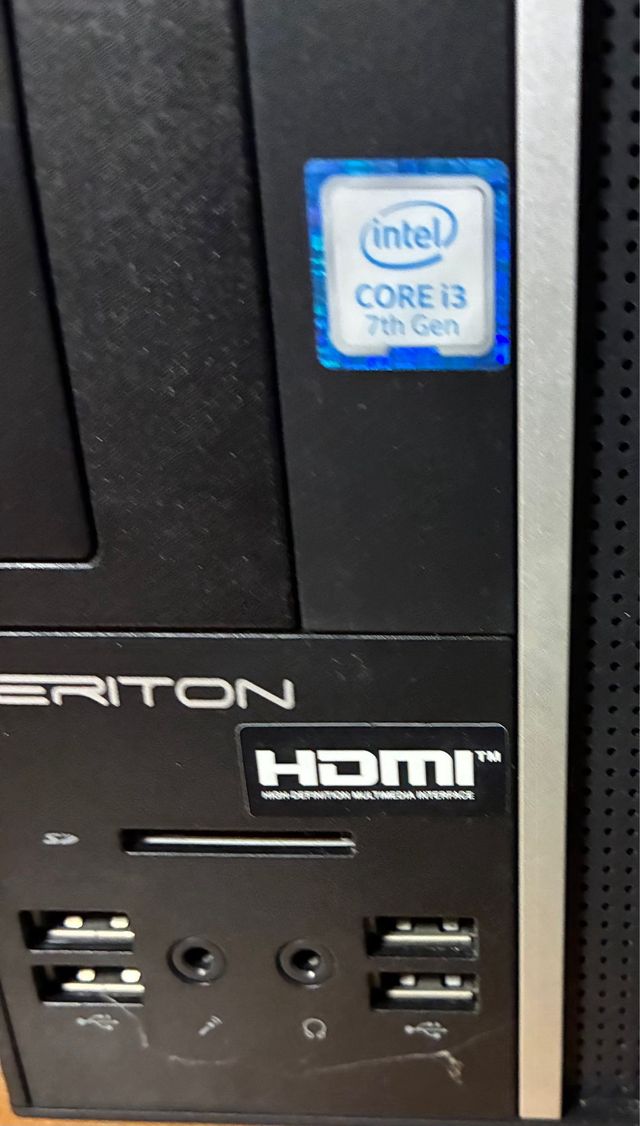 intel
CORE i3
7th Gen
ERITON
HDMI™
HIGH-DEFINITION MULTIMEDIA INTERFACE
SD